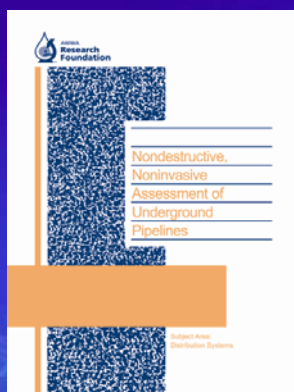 AWWA
Research
Foundation
Nondestructive,
Noninvasive
Assessment of
Underground
Pipelines
Subject Area:
Distribution Systems